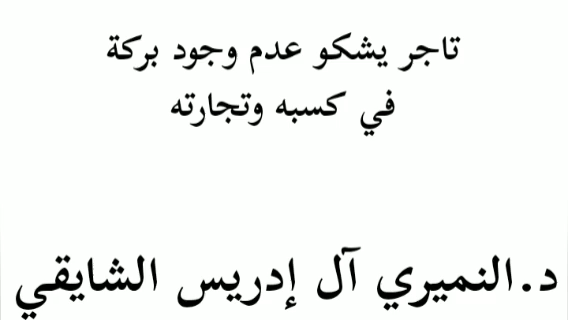 تاجر يشكو عدم وجود بركة
في كسبه وتجارته
د.النميري آل إدريس الشايقي